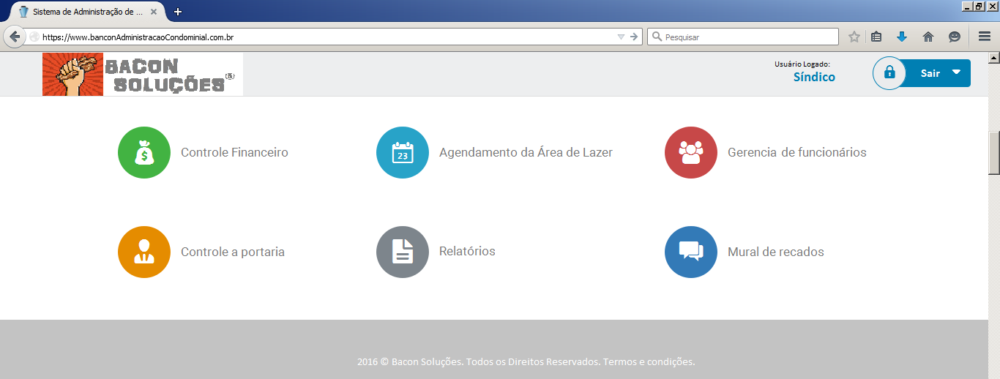 Sistema de Administração de ...
https://www.banconAdministracaoCondominial.com.br
Pesquisar
BACON
SOLUÇÕES
Usuário Logado:
Síndico
Sair
Controle Financeiro
23
Agendamento da Área de Lazer
Gerencia de funcionários
Controle a portaria
Relatórios
Mural de recados
2016 © Bacon Soluções. Todos os Direitos Reservados. Termos e condições.